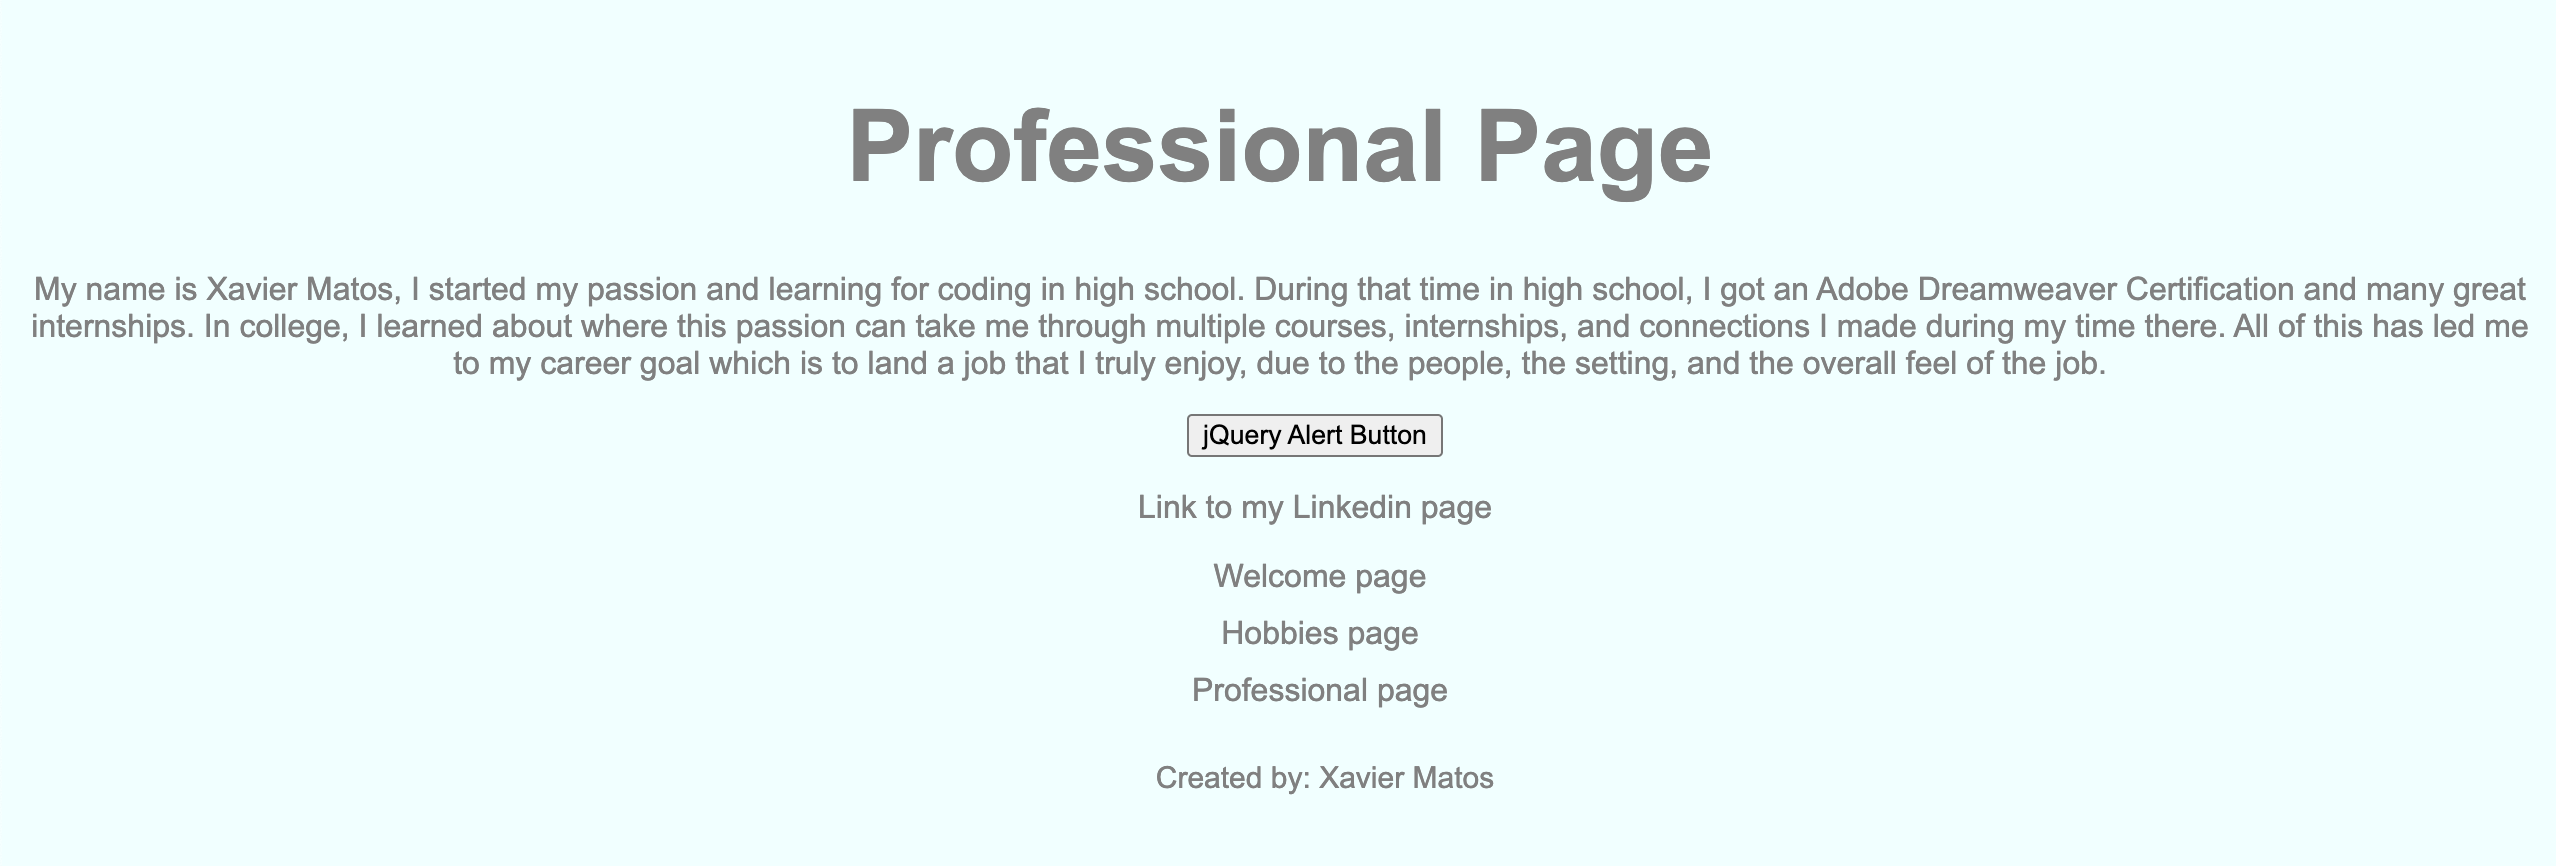 Professional Page
My name is Xavier Matos, I started my passion and learning for coding in high school. During that time in high school, I got an Adobe Dreamweaver Certification and many great
internships. In college, I learned about where this passion can take me through multiple courses, internships, and connections I made during my time there. All of this has led me
to my career goal which is to land a job that I truly enjoy, due to the people, the setting, and the overall feel of the job.
jQuery Alert Button
Link to my Linkedin page
Welcome page
Hobbies page
Professional page
Created by: Xavier Matos